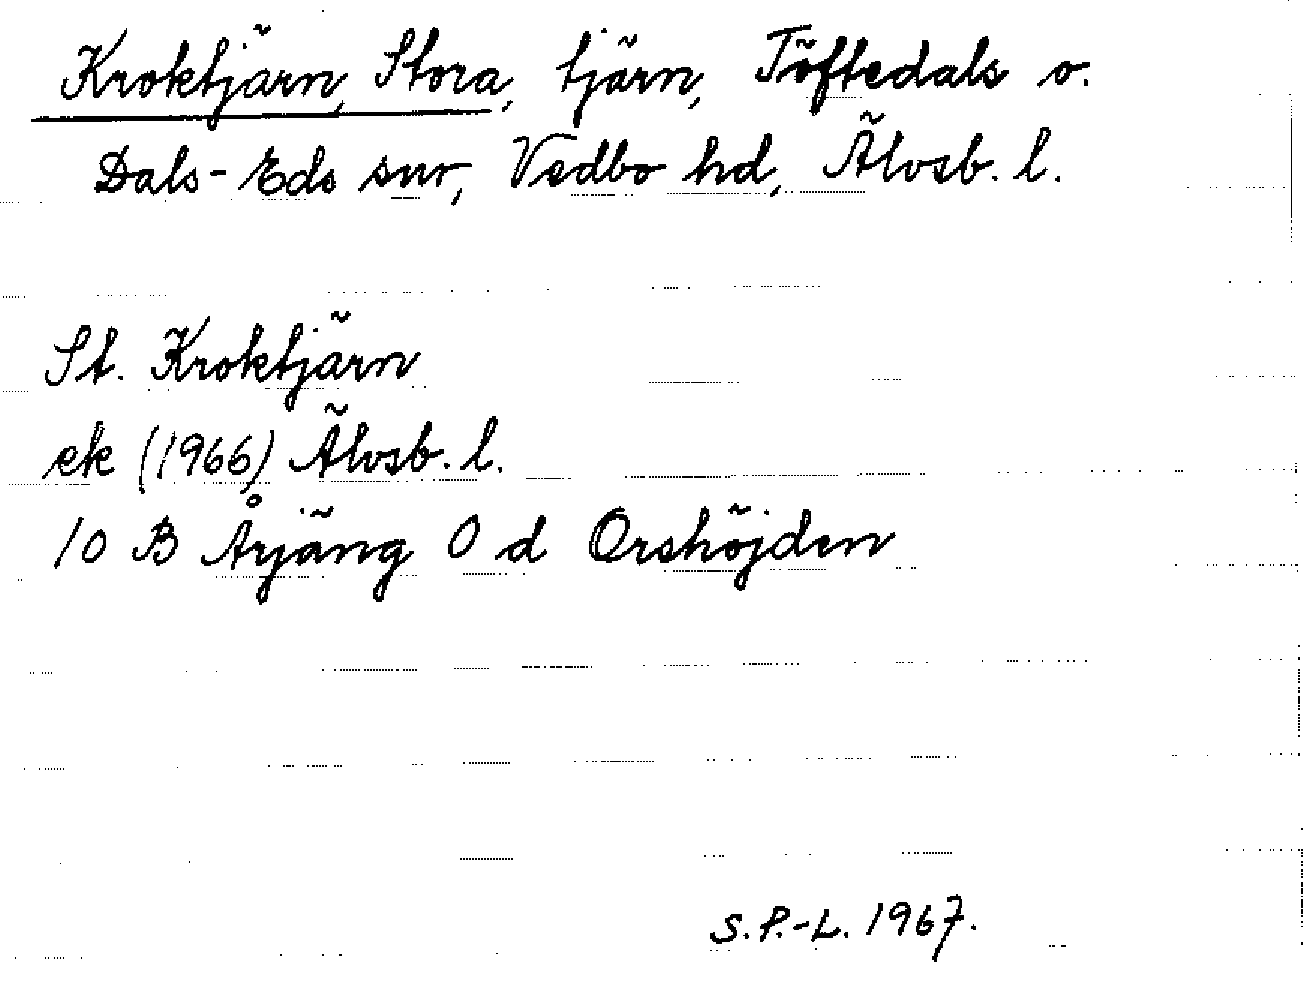 Kroktjärn, Stora, tjärn, Töftedals o.
Dals-Eds snr, Vedbo hd, Älvsb. l.
St. Kroktjärn
ek (1966) Älvsb. l.
10 B Årjäng 0 d Orshöjden
S.P.-L. 1967.